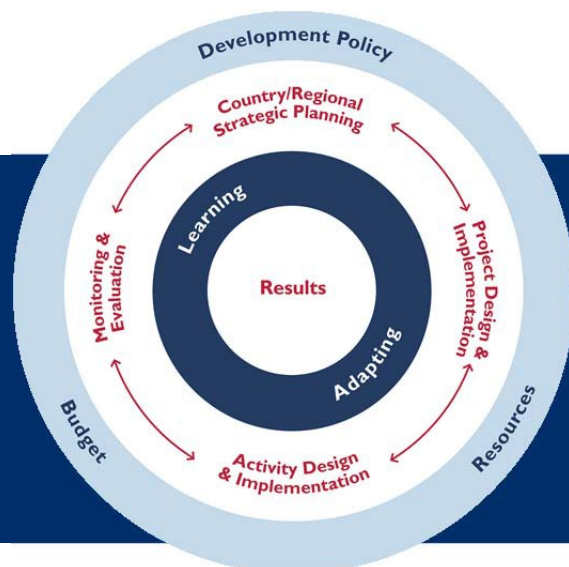 Development Policy
Country/Regional
Strategic Planning
Learning
Monitoring &
Evaluation
Results
Project Design &
Implementation
Adapting
Budget
Resources
Activity Design
& Implementation